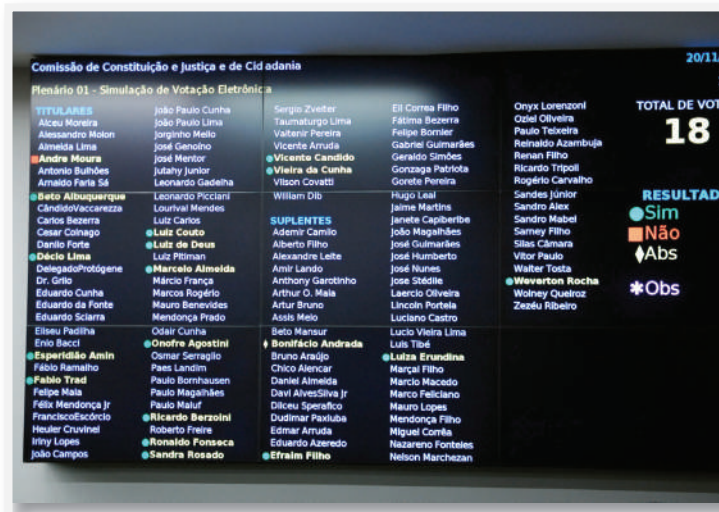 20/11
Comissão de Constituição e Justiça e de Cidadania
Plenário 01 - Simulação de Votação Eletrônica
TITULARES
Alceu Moreira
Alessandro Molon
Almeida Lima
Andre Moura
Antonio Bulhões
Arnaldo Faria Sá
Beto Albuquerque
CândidoVaccarezza
Carlos Bezerra
Cesar Colnago
Danilo Forte
Décio Lima
DelegadoProtógene
Dr. Grilo
Eduardo Cunha
Eduardo da Fonte
Eduardo Sciarra
Eliseu Padilha
Enio Bacci
Esperidião Amin
Fábio Ramalho
Fabio Trad
Felipe Maia
Félix Mendonça Jr
FranciscoEscórcio
Heuler Cruvinel
Iriny Lopes
João Campos
João Paulo Cunha
João Paulo Lima
Jorginho Mello
José Genoíno
José Mentor
Jutahy Junior
Leonardo Gadelha
Leonardo Picciani
Lourival Mendes
Luiz Carlos
Luiz Couto
Luiz de Deus
Luiz Pitiman
Marcelo Almeida
Márcio França
Marcos Rogério
Mauro Benevides
Mendonça Prado
Odair Cunha
Onofre Agostini
Osmar Serraglio
Paes Landim
Paulo Bornhausen
Paulo Magalhães
Paulo Maluf
Ricardo Berzoini
Roberto Freire
Ronaldo Fonseca
Sandra Rosado
Sergio Zveiter
Taumaturgo Lima
Valtenir Pereira
Vicente Arruda
Vicente Candido
Vieira da Cunha
Vilson Covatti
William Dib
SUPLENTES
Ademir Camilo
Alberto Filho
Alexandre Leite
Amir Lando
Anthony Garotinho
Arthur O. Maia
Artur Bruno
Assis Melo
Beto Mansur
Bonifácio Andrada
Bruno Araújo
Chico Alencar
Daniel Almeida
Davi AlvesSilva Jr
Dilceu Sperafico
Dudimar Paxiuba
Edmar Arruda
Eduardo Azeredo
Efraim Filho
Eli Correa Filho
Fátima Bezerra
Felipe Bornier
Gabriel Guimarães
Geraldo Simões
Gonzaga Patriota
Gorete Pereira
Hugo Leal
Jaime Martins
Janete Capiberibe
João Magalhães
José Guimarães
José Humberto
José Nunes
Jose Stédile
Laercio Oliveira
Lincoln Portela
Luciano Castro
Lucio Vieira Lima
Luis Tibé
Luiza Erundina
Marçal Filho
Marcio Macedo
Marco Feliciano
Mauro Lopes
Mendonça Filho
Miguel Corrêa
Nazareno Fonteles
Nelson Marchezan
Onyx Lorenzoni
Oziel Oliveira
Paulo Teixeira
Reinaldo Azambuja
Renan Filho
Ricardo Tripoli
Rogério Carvalho
Sandes Júnior
Sandro Alex
Sandro Mabel
Sarney Filho
Silas Câmara
Vitor Paulo
Walter Tosta
Weverton Rocha
Wolney Queiroz
Zezéu Ribeiro
TOTAL DE VOT
18
RESULTAD
Sim
Não
Abs
Obs